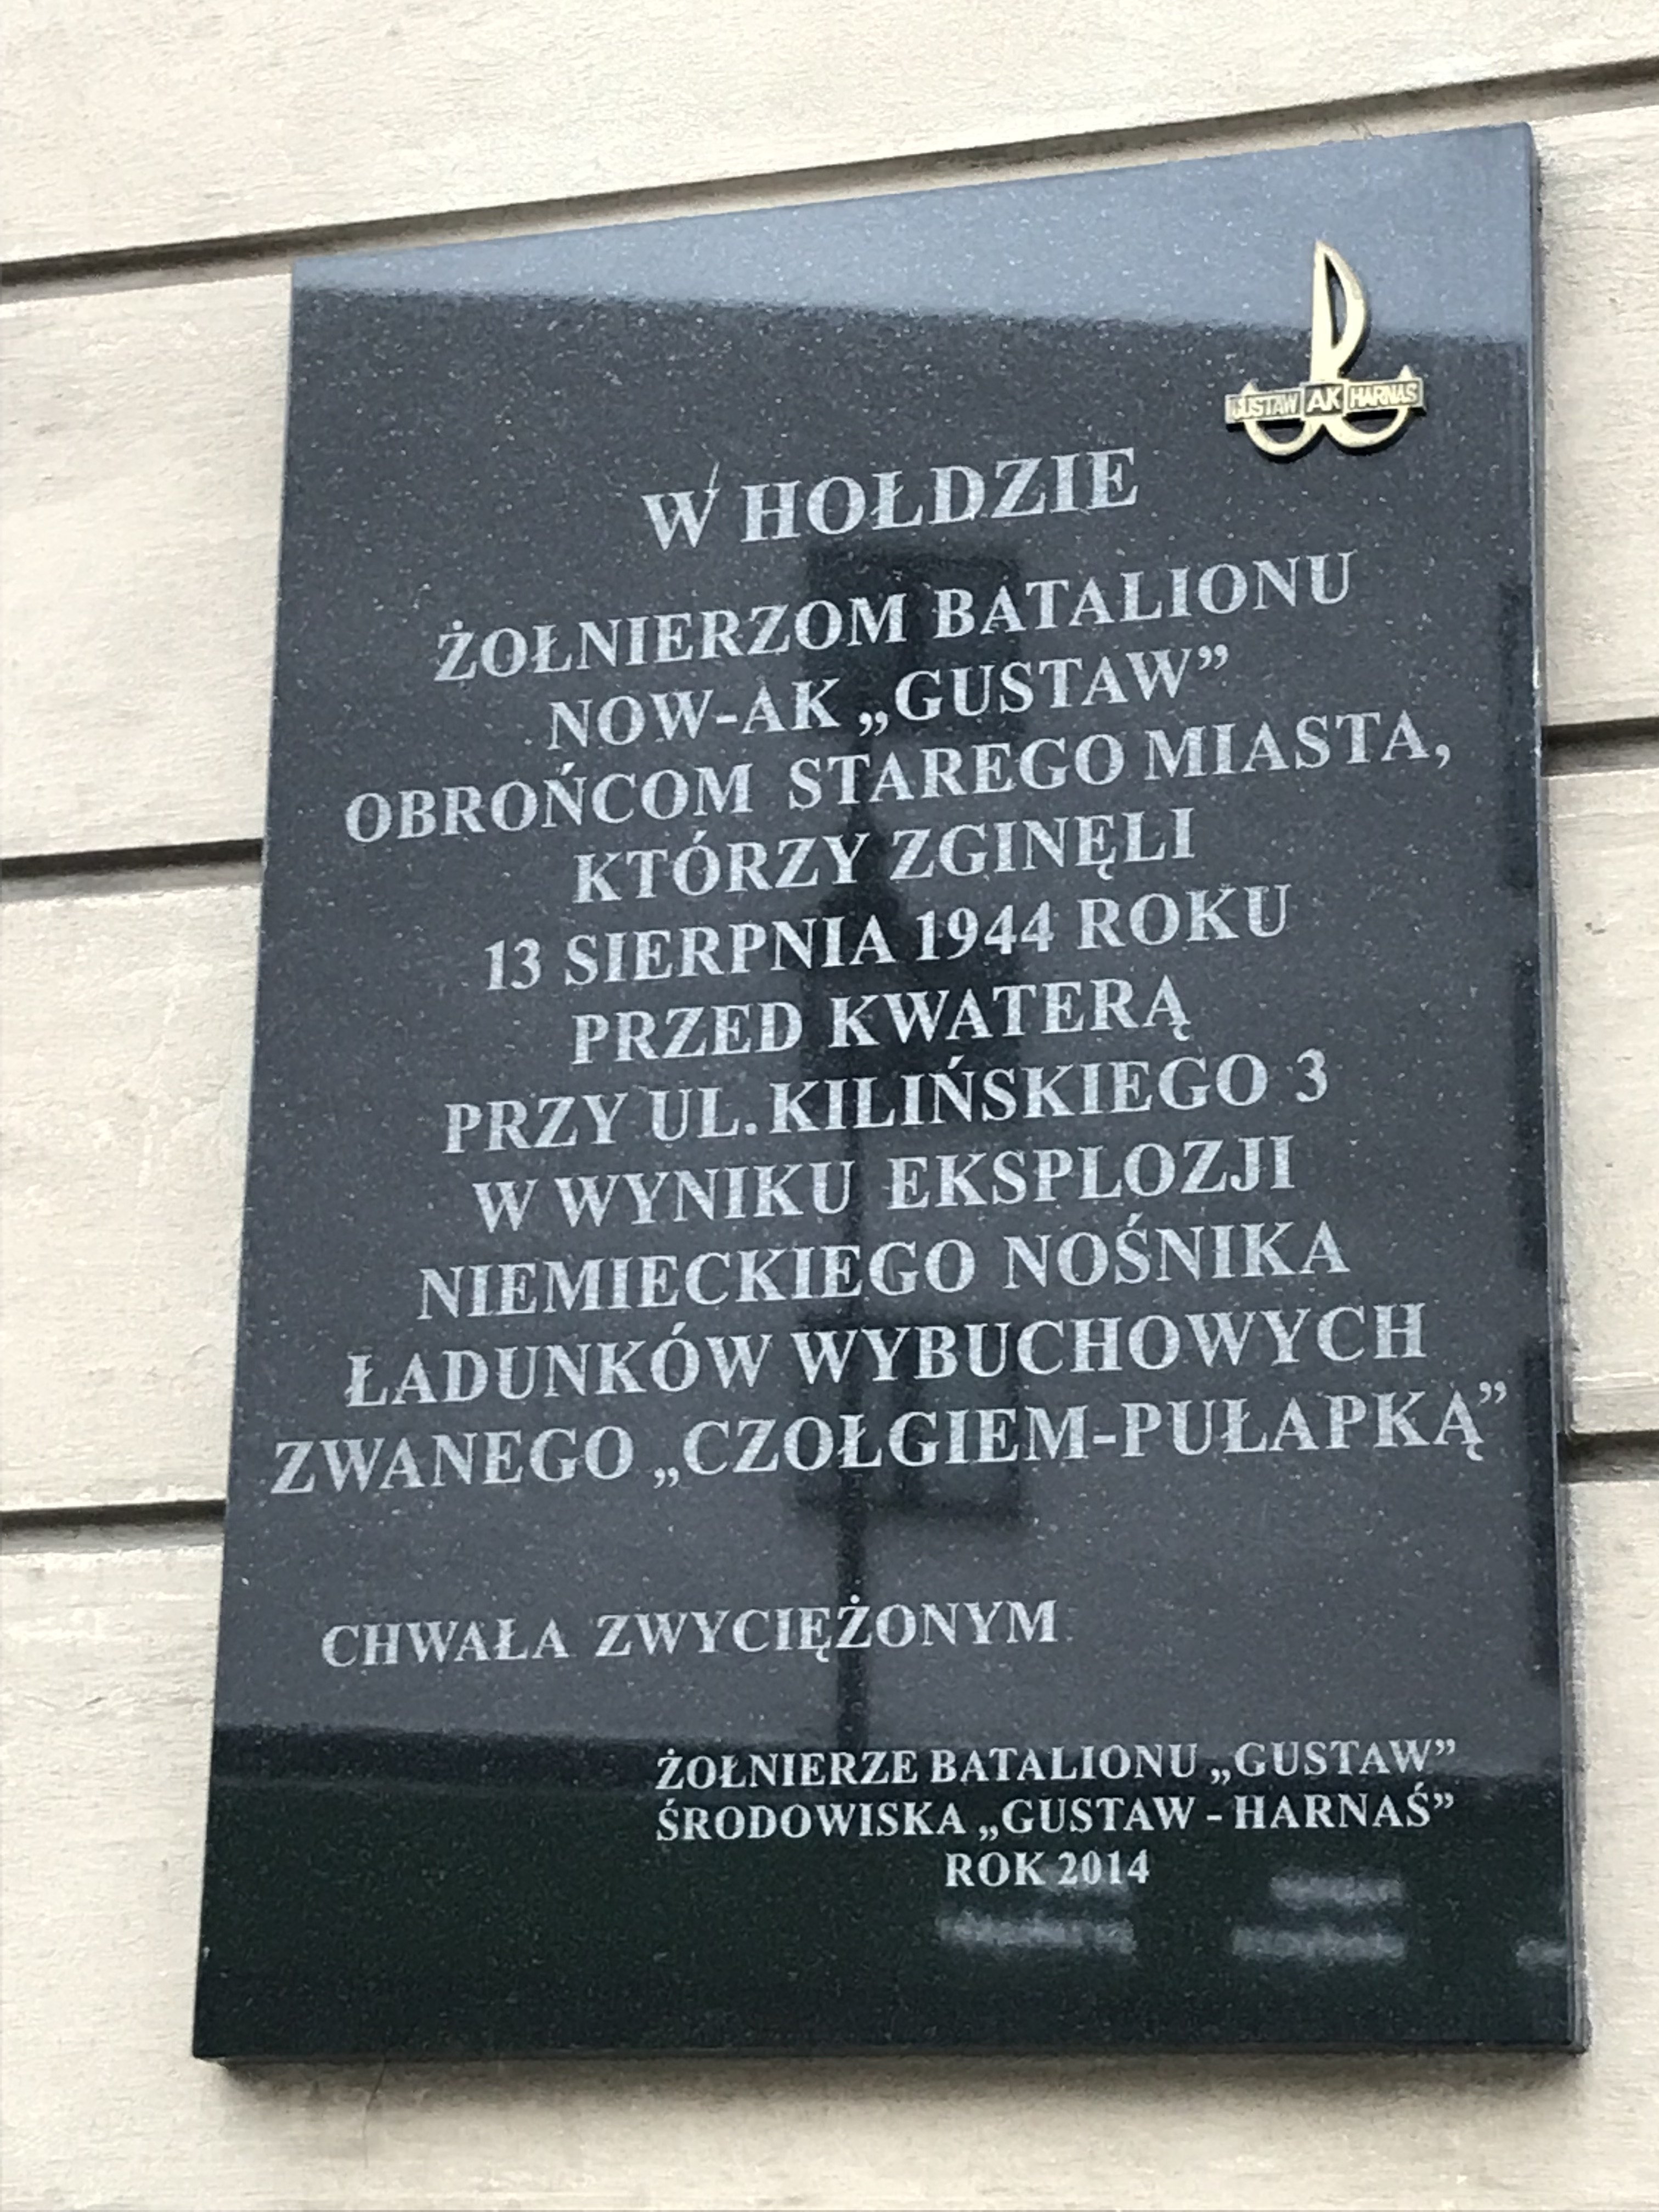 GUSTAW AK HARNAŚ
W HOŁDZIE
ŻOŁNIERZOM BATALIONU
NOW-AK „GUSTAW”
OBROŃCOM STAREGO MIASTA,
KTÓRZY ZGINĘLI
13 SIERPNIA 1944 ROKU
PRZED KWATERĄ
PRZY UL. KILIŃSKIEGO 3
W WYNIKU EKSPLOZJI
NIEMIECKIEGO NOŚNIKA
ŁADUNKÓW WYBUCHOWYCH
ZWANEGO „CZOŁGIEM-PUŁAPKĄ”
CHWAŁA ZWYCIĘŻONYM
ŻOŁNIERZE BATALIONU „GUSTAW”
ŚRODOWISKA „GUSTAW - HARNAŚ”
ROK 2014